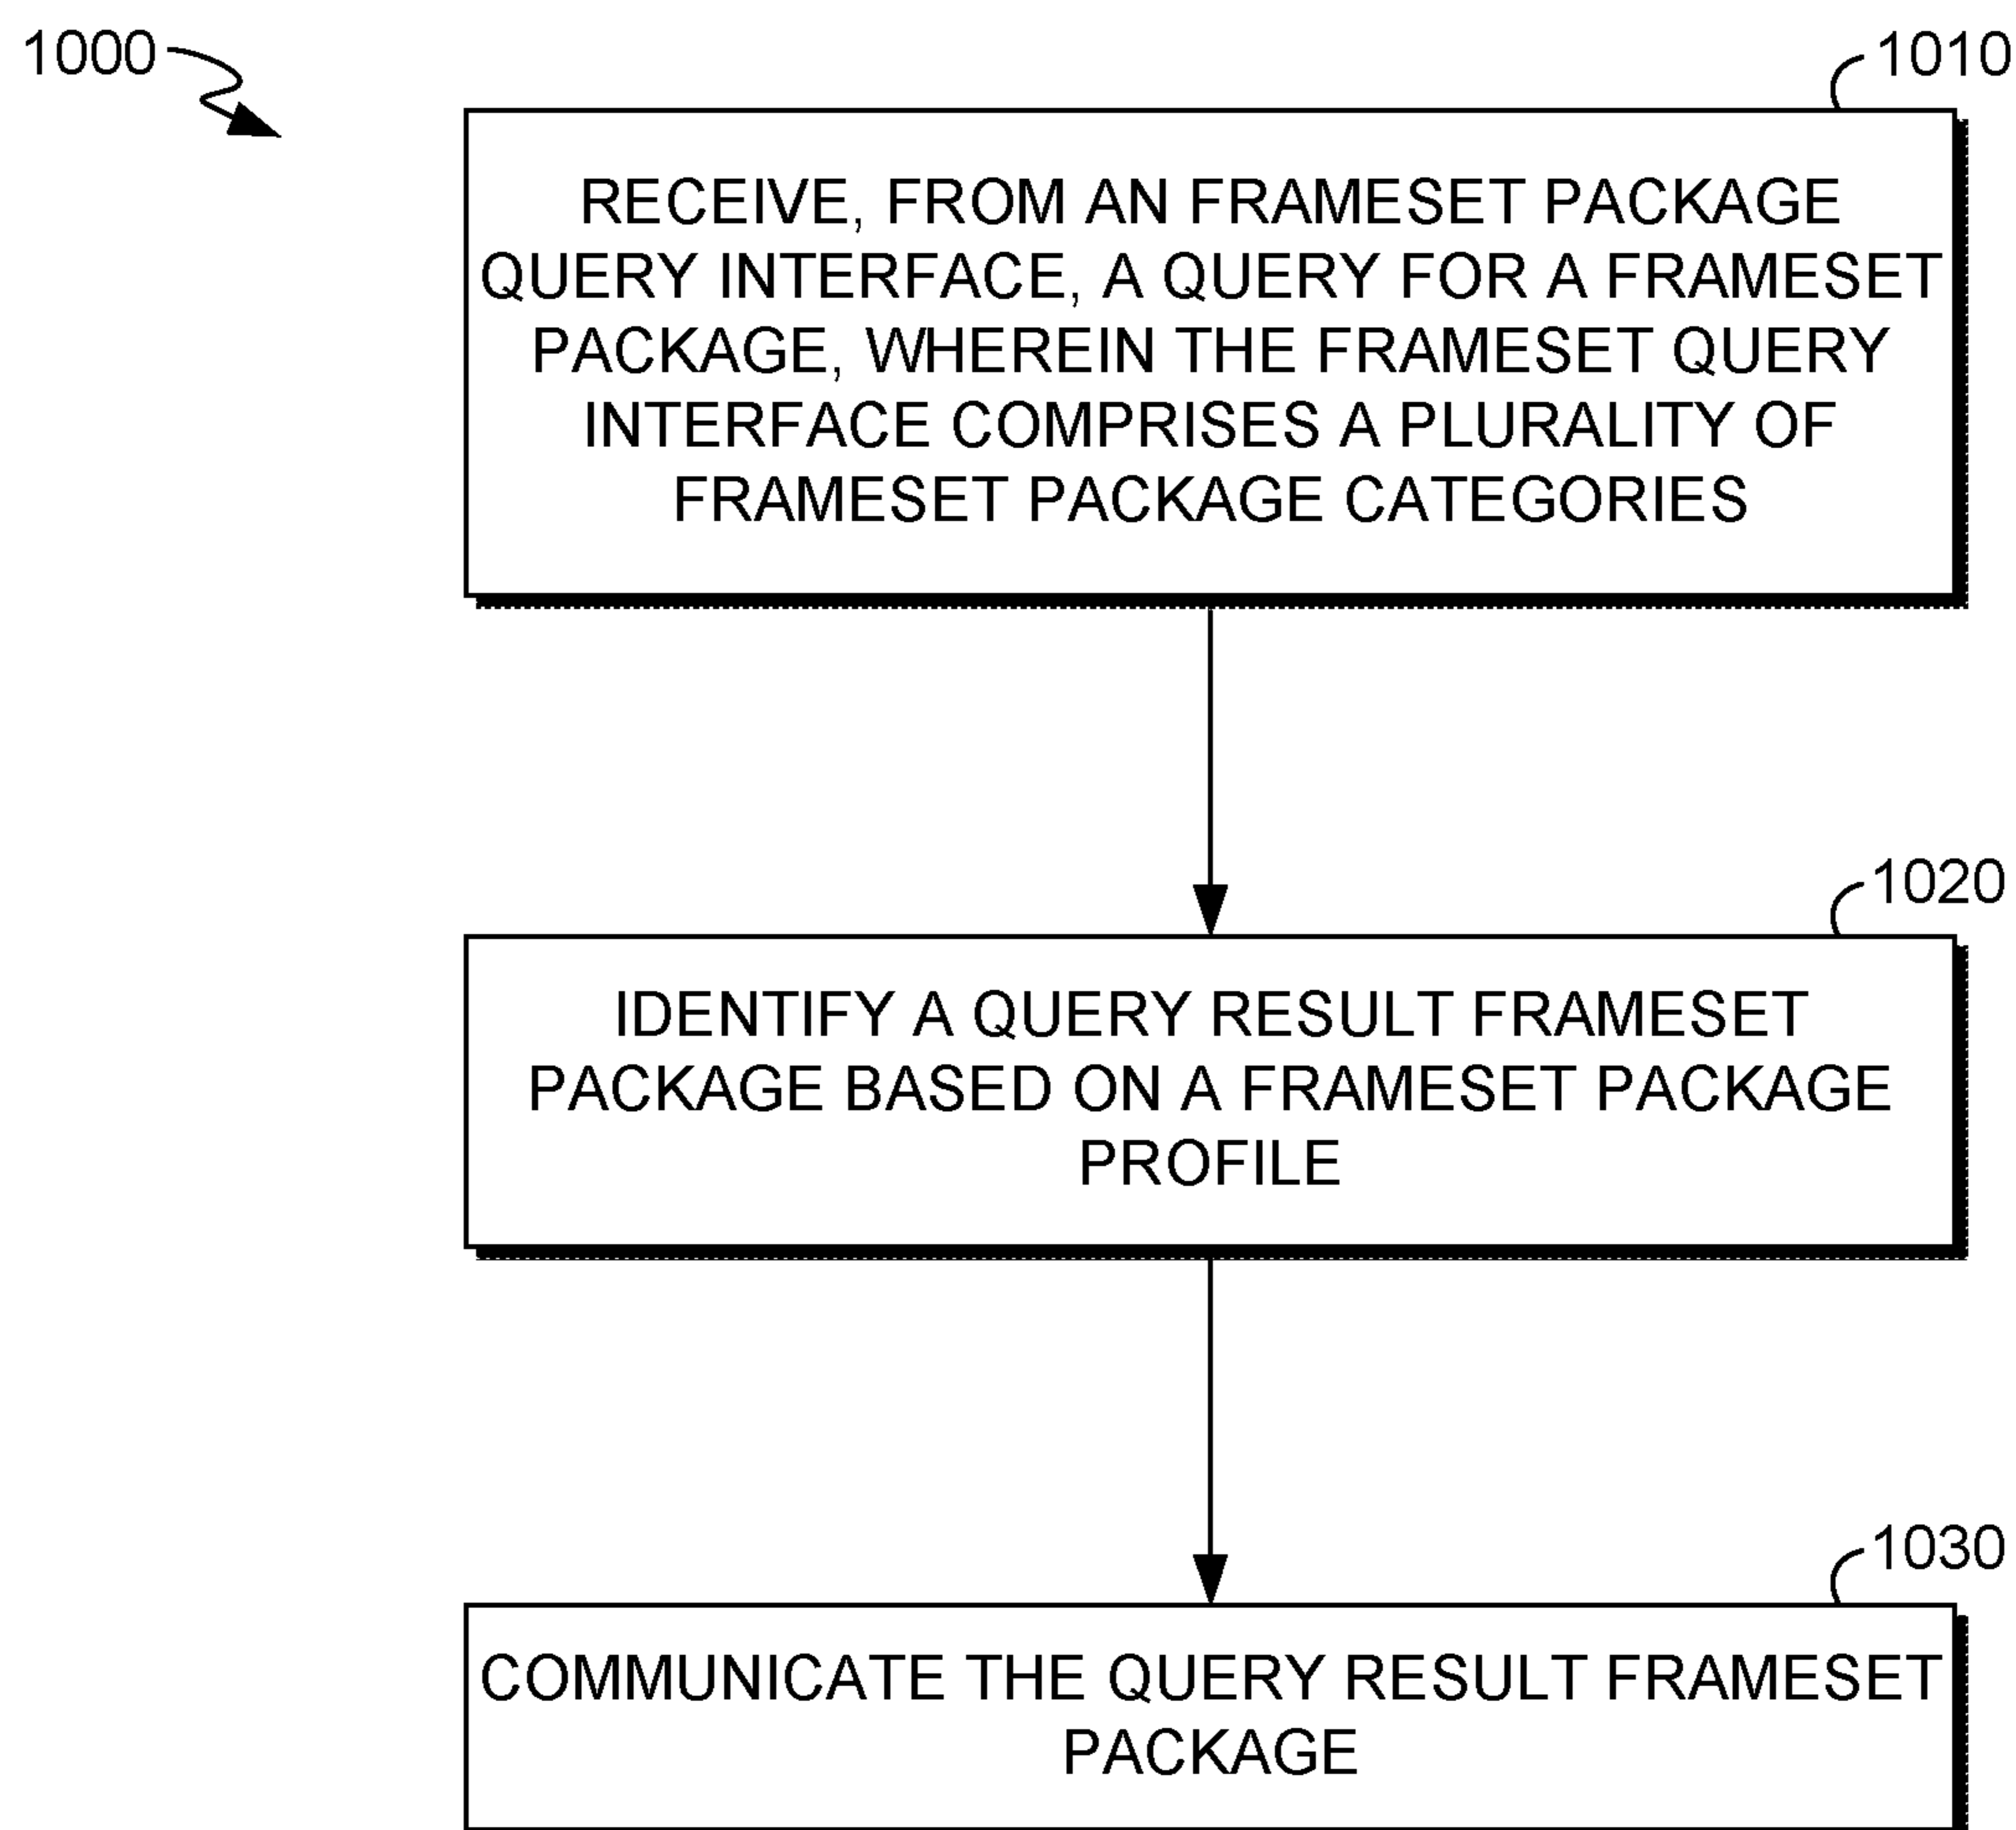 1000
1010
RECEIVE, FROM AN FRAMESET PACKAGE
QUERY INTERFACE, A QUERY FOR A FRAMESET
PACKAGE, WHEREIN THE FRAMESET QUERY
INTERFACE COMPRISES A PLURALITY OF
FRAMESET PACKAGE CATEGORIES
1020
IDENTIFY A QUERY RESULT FRAMESET
PACKAGE BASED ON A FRAMESET PACKAGE
PROFILE
1030
COMMUNICATE THE QUERY RESULT FRAMESET
PACKAGE